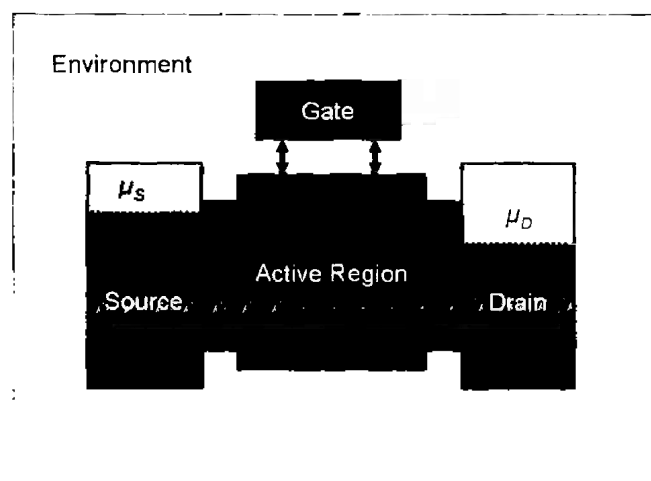 Environment
Gate
μS
μD
Active Region
Source
Drain